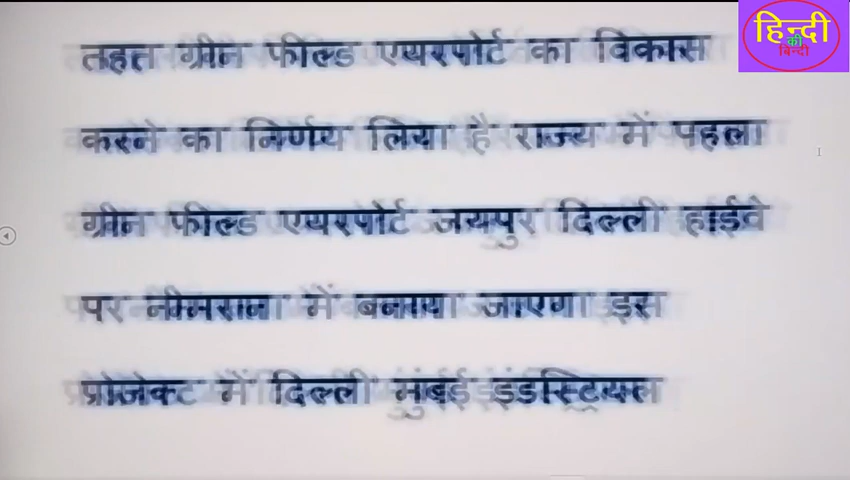 हिन्दी
की
बिन्दी
तहत ग्रीन फील्ड एयरपोर्ट का विकास
करने का निर्णय लिया है राज्य में पहला
ग्रीन फील्ड एयरपोर्ट जयपुर दिल्ली हाईवे
पर नीमराना में बनाया जाएगा इस
प्रोजेक्ट में दिल्ली मुंबई इंडस्ट्रियल